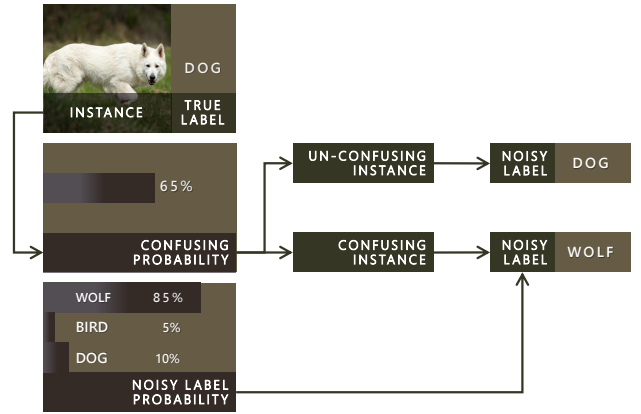 DOG
INSTANCE
TRUE
LABEL
65%
CONFUSING
PROBABILITY
UN-CONFUSING
INSTANCE
NOISY
LABEL
DOG
CONFUSING
INSTANCE
NOISY
LABEL
WOLF
WOLF 85%
BIRD 5%
DOG 10%
NOISY LABEL
PROBABILITY